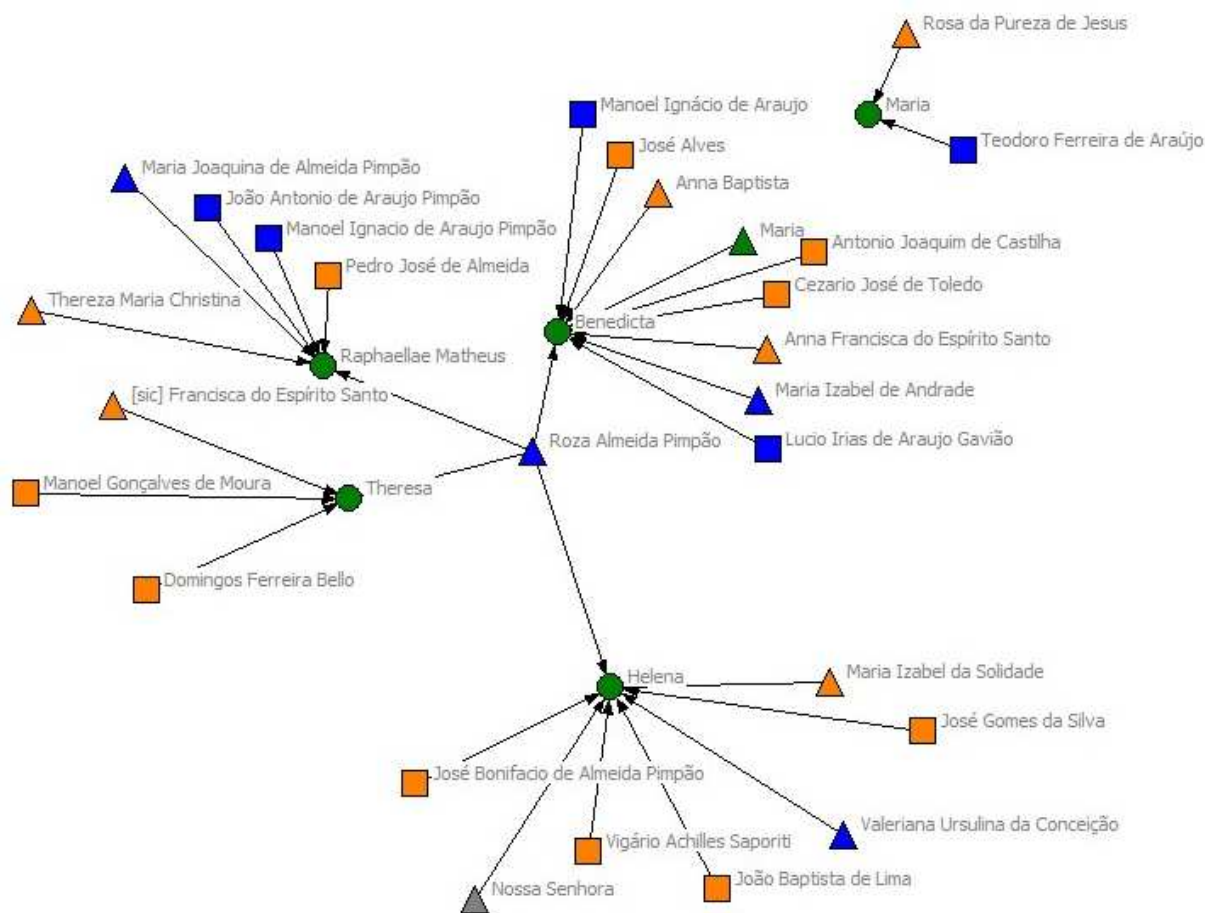 Rosa da Pureza de Jesus
Manoel Ignácio de Araujo
Maria
José Alves
Teodoro Ferreira de Araújo
Maria Joaquina de Almeida Pimpão
Anna Baptista
João Antonio de Araujo Pimpão
Manoel Ignacio de Araujo Pimpão
Maria
Antonio Joaquim de Castilha
Pedro José de Almeida
Cezario José de Toledo
Thereza Maria Christina
Benedicta
Anna Francisca do Espírito Santo
Raphaellae Matheus
[sic] Francisca do Espírito Santo
Maria Izabel de Andrade
Roza Almeida Pimpão
Lucio Irias de Araujo Gavião
Manoel Gonçalves de Moura
Theresa
Domingos Ferreira Bello
Helena
Maria Izabel da Solidade
José Gomes da Silva
José Bonifacio de Almeida Pimpão
Valeriana Ursulina da Conceição
Vigário Achilles Saporiti
Nossa Senhora
João Baptista de Lima